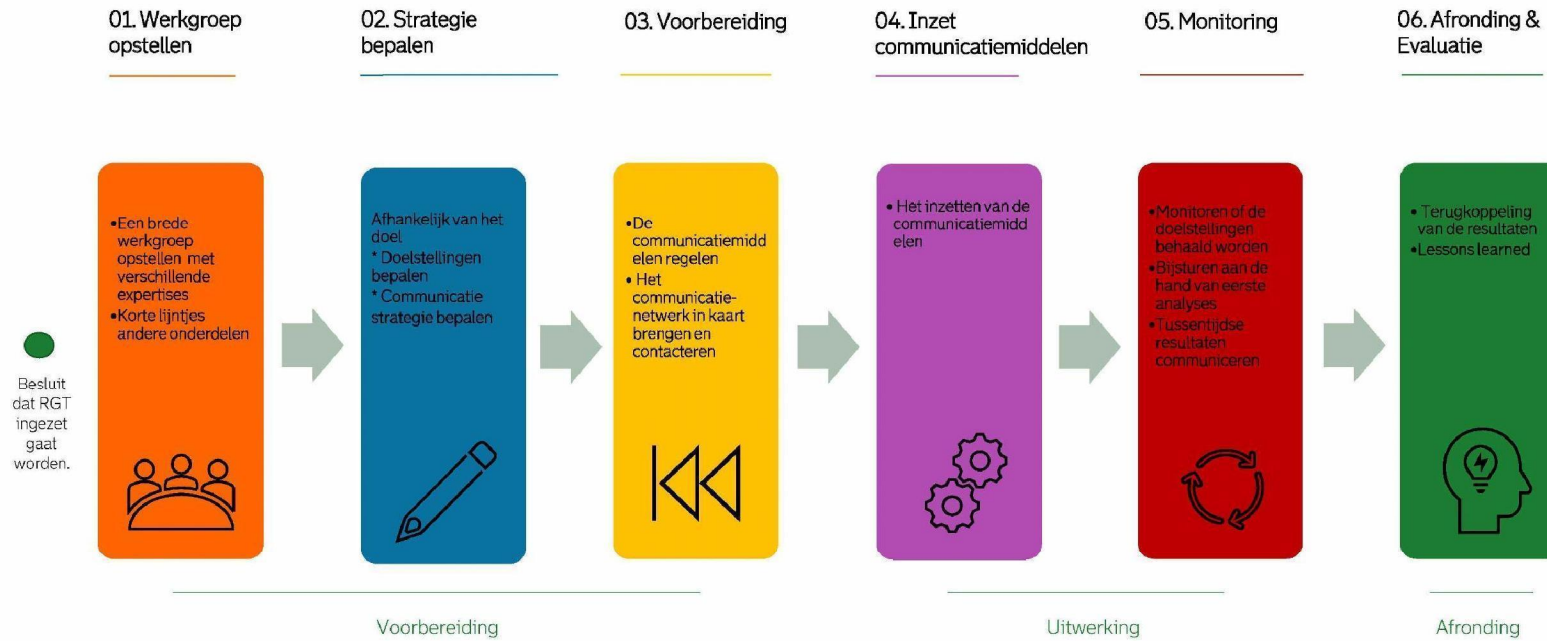 01. Werkgroep
opstellen
02. Strategie
bepalen
03. Voorbereiding
04. Inzet
communicatiemiddelen
05. Monitoring
06. Afronding &
Evaluatie
Besluit
dat RGT
ingezet
gaat
worden.
•Een brede
werkgroep
opstellen met
verschillende
expertises
•Korte lijntjes
andere onderdelen
Afhankelijk van het
doel
* Doelstellingen
bepalen
* Communicatie
strategie bepalen
•De
communicatiemidd
elen regelen
• Het
communicatie-
netwerk in kaart
brengen en
contacteren
• Het inzetten van de
communicatiemidd
elen
•Monitoren of de
doelstellingen
behaald worden
•Bijsturen aan de
hand van eerste
analyses
•Tussentijdse
resultaten
communiceren
• Terugkoppeling
van de resultaten
•Lessons learned
Voorbereiding
Uitwerking
Afronding